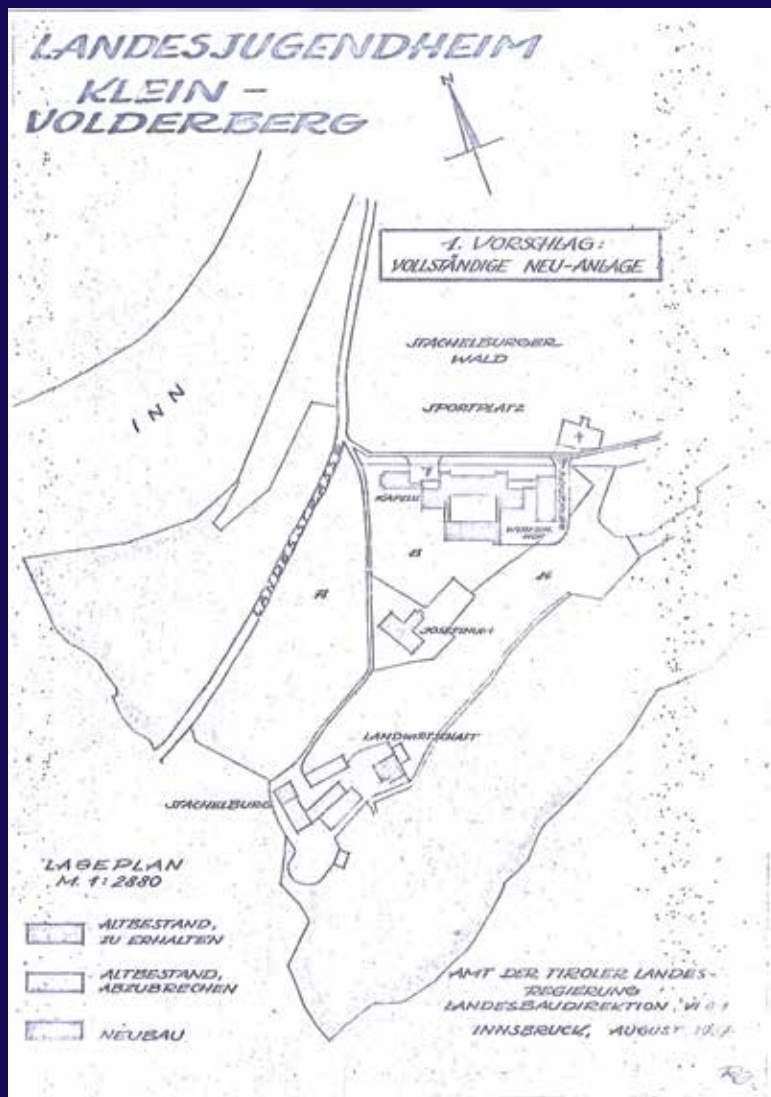 LANDESJUGENDHEIM
KLEIN -
VOLDERBERG
N
1. VORSCHLAG:
VOLLSTÄNDIGE NEU-ANLAGE
STACHELBURGER
WALD
SPORTPLATZ
INN
KAPELLE
LANDESSTRASSE
A
B
JOSEFINUM
LANDWIRTSCHAFT
STACHELBURG
LAGEPLAN
M. 1:2880
ALTBESTAND,
ZU ERHALTEN
ALTBESTAND,
ABZUBRECHEN
NEUBAU
AMT DER TIROLER LANDES-
REGIERUNG
LANDESBAUDIREKTION
INNSBRUCK, AUGUST